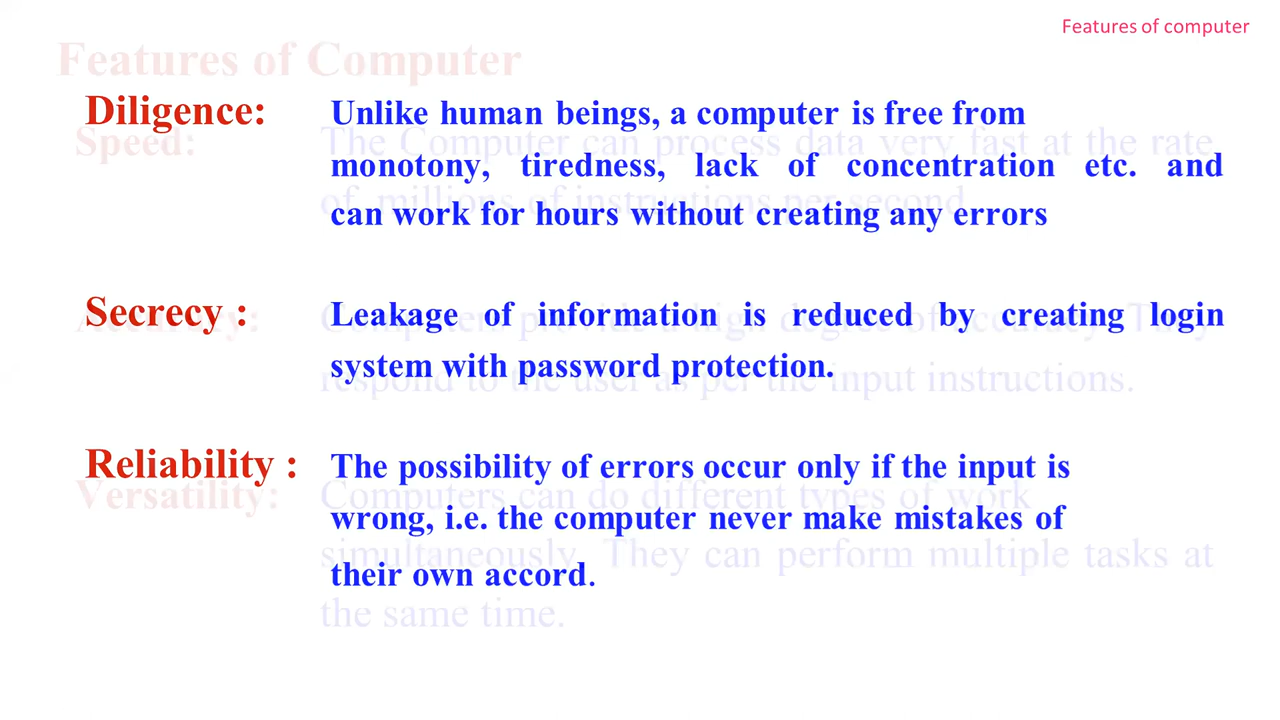 Features of computer
Features of Computer
Diligence: Unlike human beings, a computer is free from
monotony, tiredness, lack of concentration etc. and
can work for hours without creating any errors
Secrecy : Leakage of information is reduced by creating login
system with password protection.
Reliability : The possibility of errors occur only if the input is
wrong, i.e. the computer never make mistakes of
their own accord.
Speed: The Computer can process data very fast at the rate
of millions of instructions per second
respond to the user as per the input instructions.
Versatility: Computers can do different types of work
simultaneously. They can perform multiple tasks at
the same time.